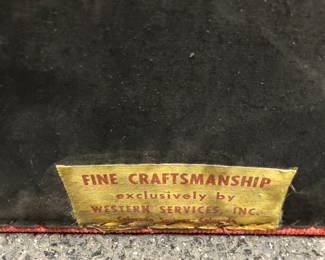 FINE CRAFTSMANSHIP
exclusively by
WESTERN SERVICES, INC.